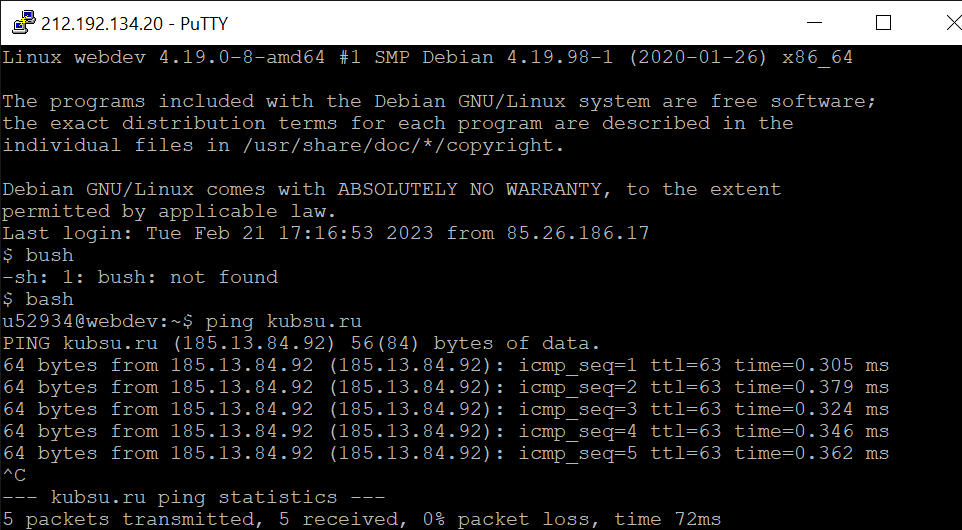 212.192.134.20 - PuTTY
Linux webdev 4.19.0-8-amd64 #1 SMP Debian 4.19.98-1 (2020-01-26) x86_64
The programs included with the Debian GNU/Linux system are free software;
the exact distribution terms for each program are described in the
individual files in /usr/share/doc/*/copyright.
Debian GNU/Linux comes with ABSOLUTELY NO WARRANTY, to the extent
permitted by applicable law.
Last login: Tue Feb 21 17:16:53 2023 from 85.26.186.17
$ bush
-sh: 1: bush: not found
$ bash
u52934@webdev:~$ ping kubsu.ru
PING kubsu.ru (185.13.84.92) 56(84) bytes of data.
64 bytes from 185.13.84.92 (185.13.84.92): icmp_seq=1 ttl=63 time=0.305 ms
64 bytes from 185.13.84.92 (185.13.84.92): icmp_seq=2 ttl=63 time=0.379 ms
64 bytes from 185.13.84.92 (185.13.84.92): icmp_seq=3 ttl=63 time=0.324 ms
64 bytes from 185.13.84.92 (185.13.84.92): icmp_seq=4 ttl=63 time=0.346 ms
64 bytes from 185.13.84.92 (185.13.84.92): icmp_seq=5 ttl=63 time=0.362 ms
^C
--- kubsu.ru ping statistics ---
5 packets transmitted, 5 received, 0% packet loss, time 72ms